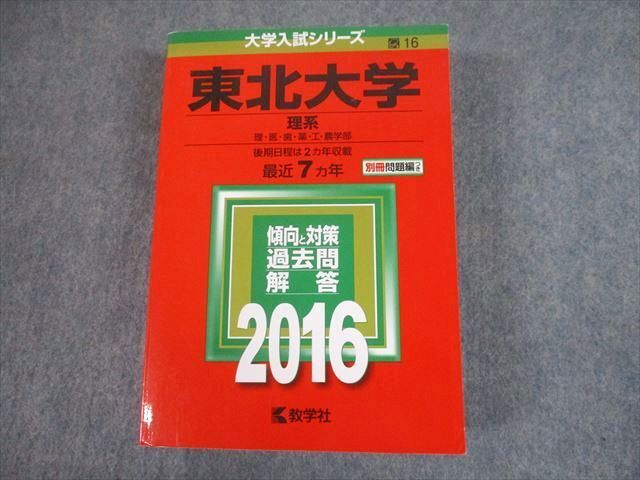 大学入試シリーズ
16
東北大学
理系
理・医・歯・薬・工・農学部
後期日程は2カ年収載
最近7カ年
別冊問題編つき
傾向と対策
過去問
解答
2016
教学社